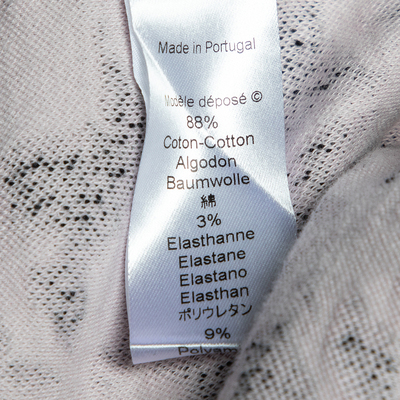 Made in Portugal
Modèle déposé ©
88%
Coton-Cotton
Algodon
Baumwolle
綿
3%
Elasthanne
Elastane
Elastano
Elasthan
ポリウレタン
9%